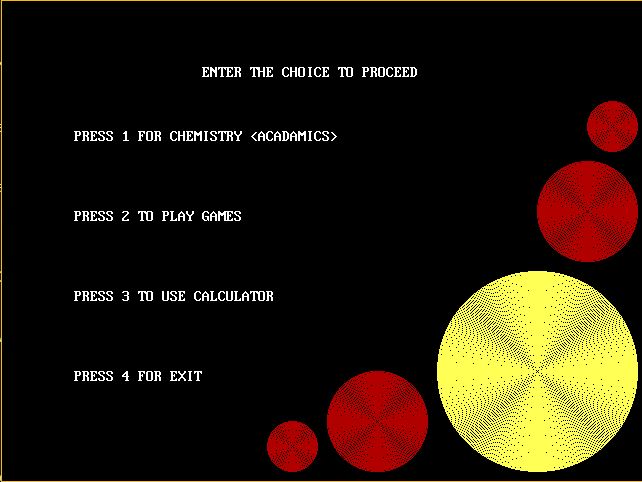 ENTER THE CHOICE TO PROCEED
PRESS 1 FOR CHEMISTRY <ACADAMICS>
PRESS 2 TO PLAY GAMES
PRESS 3 TO USE CALCULATOR
PRESS 4 FOR EXIT